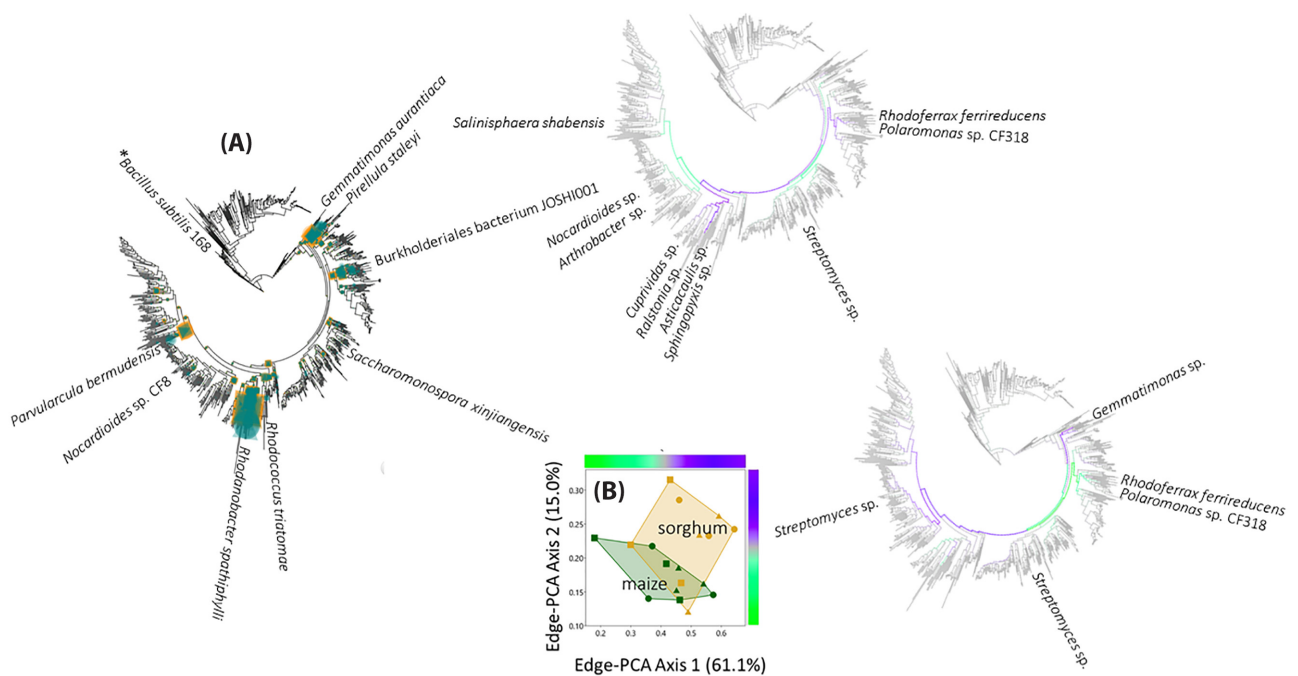 (A)
*Bacillus subtilis 168
Gemmatimonas aurantiaca
Pirellula staleyi
Burkholderiales bacterium JOSHI001
Saccharomonospora xinjiangensis
Rhodococcus triatomae
Rhodanobacter spathiphylli
Nocardioides sp. CF8
Parvularcula bermudensis
Salinisphaera shabensis
Nocardioides sp.
Arthrobacter sp.
Cuprividas sp.
Ralstonia sp.
Asticacaulis sp.
Sphingopyxis sp.
Streptomyces sp.
Rhodoferrax ferrireducens
Polaromonas sp. CF318
(B)
sorghum
maize
Edge-PCA Axis 2 (15.0%)
0.30
0.25
0.20
0.15
0.10
0.2 0.3 0.4 0.5 0.6
Edge-PCA Axis 1 (61.1%)
Gemmatimonas sp.
Rhodoferrax ferrireducens
Polaromonas sp. CF318
Streptomyces sp.
Streptomyces sp.